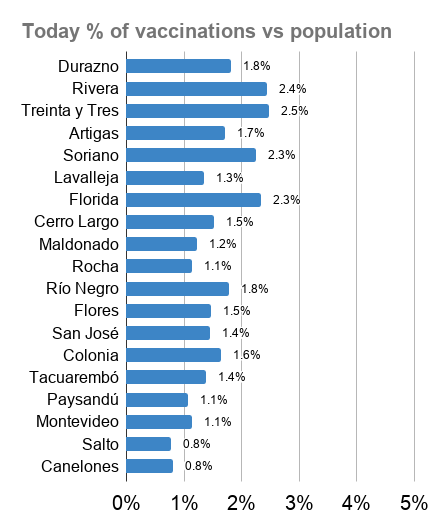 Today % of vaccinations vs population
Durazno 1.8%
Rivera 2.4%
Treinta y Tres 2.5%
Artigas 1.7%
Soriano 2.3%
Lavalleja 1.3%
Florida 2.3%
Cerro Largo 1.5%
Maldonado 1.2%
Rocha 1.1%
Río Negro 1.8%
Flores 1.5%
San José 1.4%
Colonia 1.6%
Tacuarembó 1.4%
Paysandú 1.1%
Montevideo 1.1%
Salto 0.8%
Canelones 0.8%
0% 1% 2% 3% 4% 5%